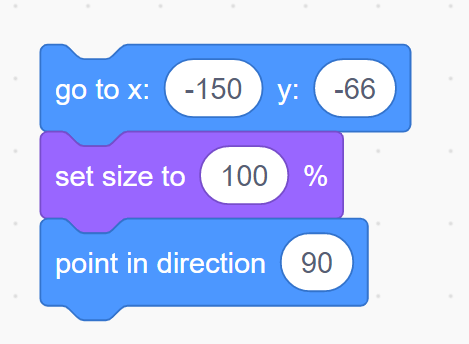 go to x: -150 y: -66
set size to 100 %
point in direction 90